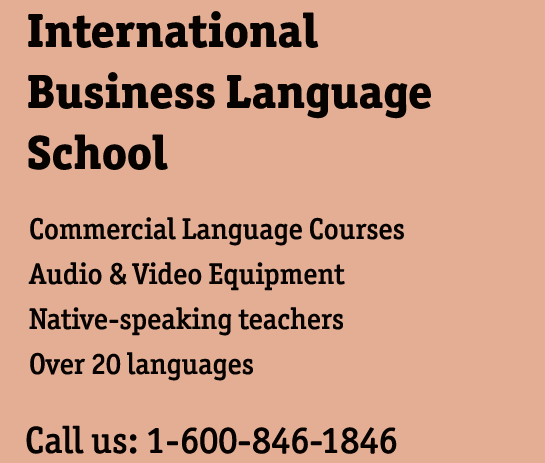 International
Business Language
School
Commercial Language Courses
Audio & Video Equipment
Native-speaking teachers
Over 20 languages
Call us: 1-600-846-1846